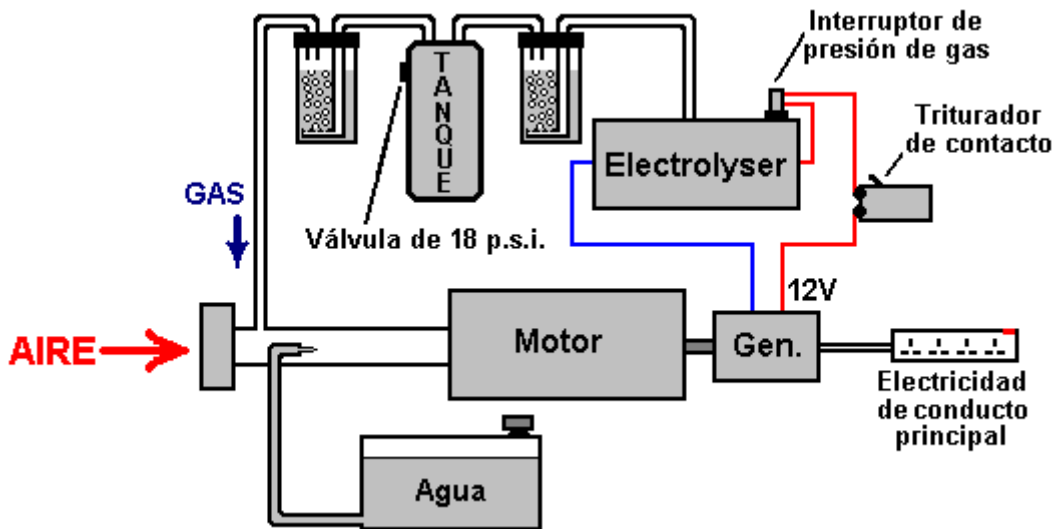 Interruptor de
presión de gas
TANQUE
Triturador
de contacto
Electrolyser
GAS
Válvula de 18 p.s.i.
12V
AIRE
Motor
Gen.
Electricidad
de conducto
principal
Agua